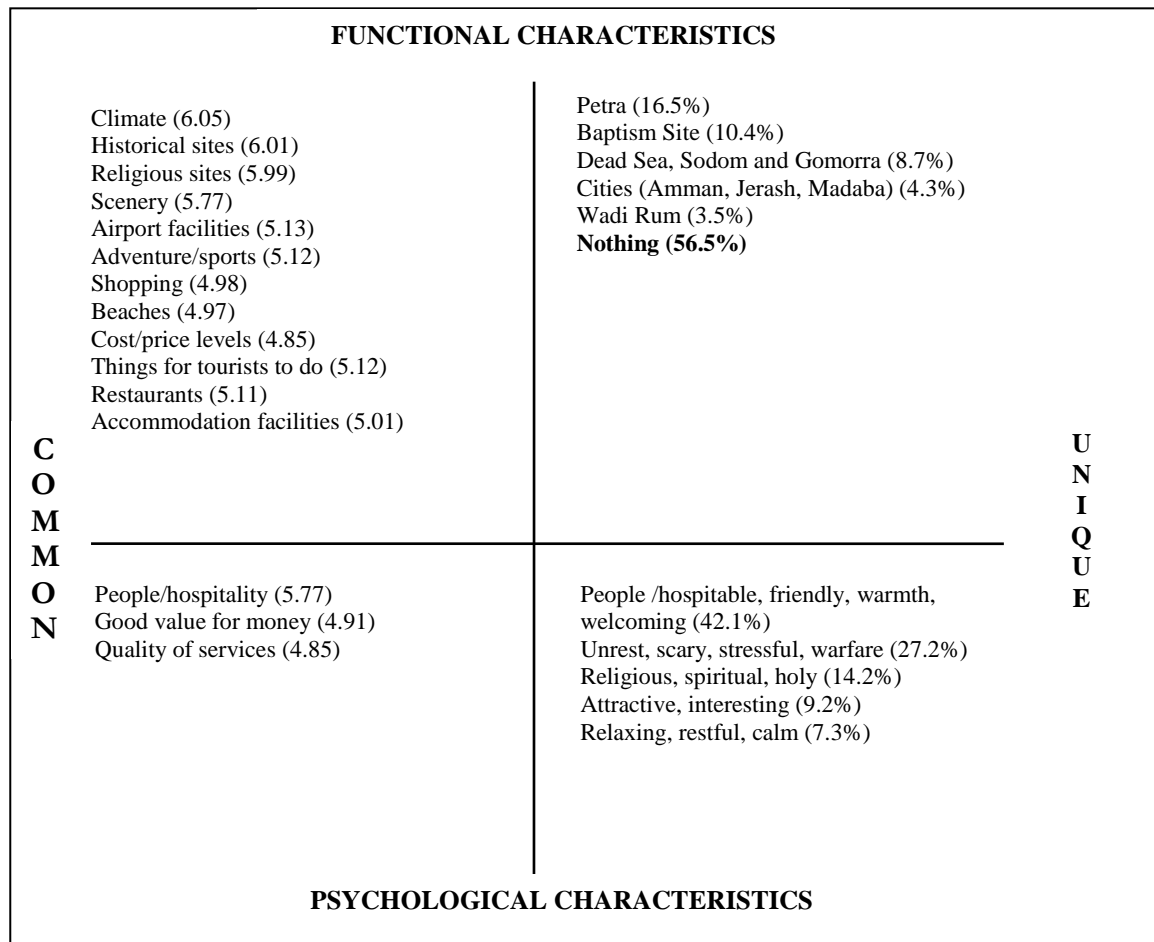 FUNCTIONAL CHARACTERISTICS
Climate (6.05)
Historical sites (6.01)
Religious sites (5.99)
Scenery (5.77)
Airport facilities (5.13)
Adventure/sports (5.12)
Shopping (4.98)
Beaches (4.97)
Cost/price levels (4.85)
Things for tourists to do (5.12)
Restaurants (5.11)
Accommodation facilities (5.01)
Petra (16.5%)
Baptism Site (10.4%)
Dead Sea, Sodom and Gomorra (8.7%)
Cities (Amman, Jerash, Madaba) (4.3%)
Wadi Rum (3.5%)
Nothing (56.5%)
COMMON
UNIQUE
People/hospitality (5.77)
Good value for money (4.91)
Quality of services (4.85)
People /hospitable, friendly, warmth,
welcoming (42.1%)
Unrest, scary, stressful, warfare (27.2%)
Religious, spiritual, holy (14.2%)
Attractive, interesting (9.2%)
Relaxing, restful, calm (7.3%)
PSYCHOLOGICAL CHARACTERISTICS